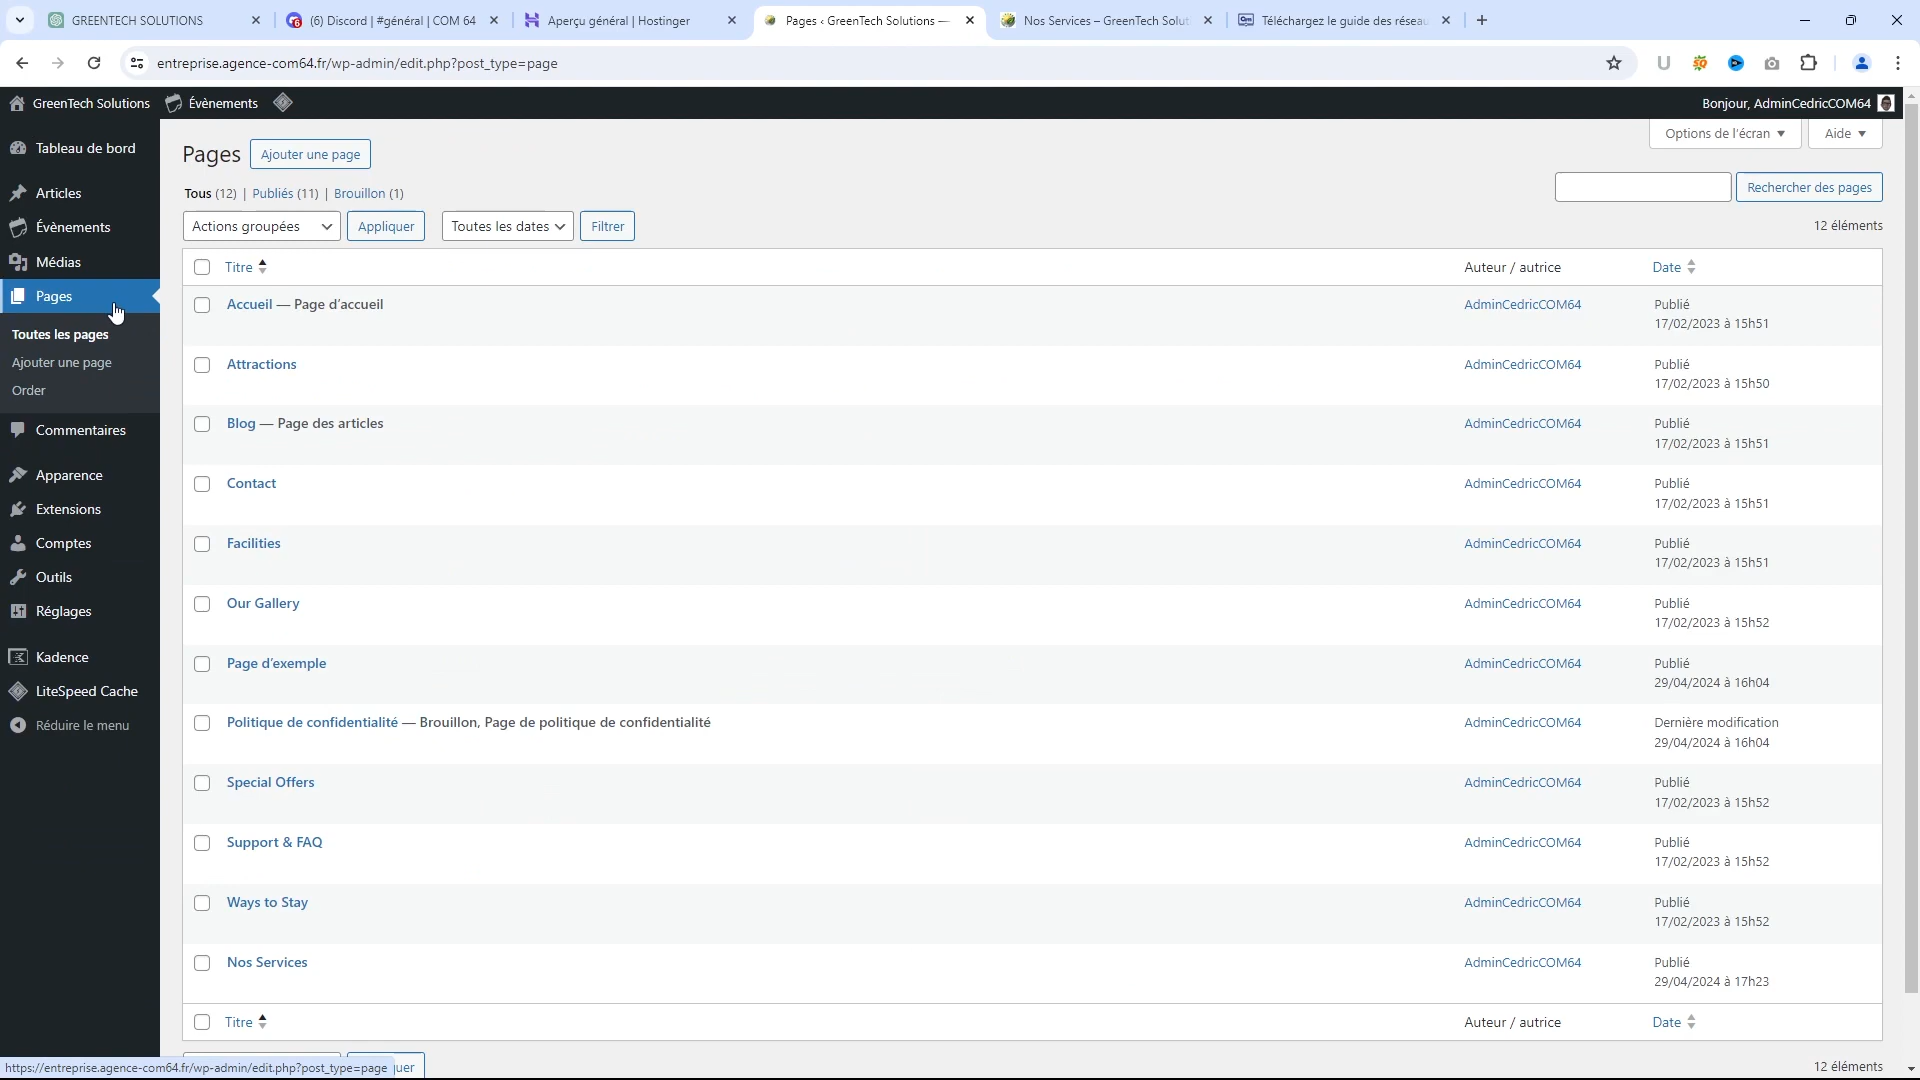 GREENTECH SOLUTIONS
(6) Discord | #général | COM 64
Aperçu général | Hostinger
Pages ‹ GreenTech Solutions —
Nos Services – GreenTech Solut
Téléchargez le guide des réseau
entreprise.agence-com64.fr/wp-admin/edit.php?post_type=page
GreenTech Solutions
Évènements
Bonjour, AdminCedricCOM64
Tableau de bord
Articles
Évènements
Médias
Pages
Toutes les pages
Ajouter une page
Order
Commentaires
Apparence
Extensions
Comptes
Outils
Réglages
Kadence
LiteSpeed Cache
Réduire le menu
Options de l'écran
Aide
Pages
Ajouter une page
Tous (12) | Publiés (11) | Brouillon (1)
Rechercher des pages
Actions groupées
Appliquer
Toutes les dates
Filtrer
12 éléments
Titre
Auteur / autrice
Date
Accueil — Page d'accueil
AdminCedricCOM64
Publié
17/02/2023 à 15h51
Attractions
AdminCedricCOM64
Publié
17/02/2023 à 15h50
Blog — Page des articles
AdminCedricCOM64
Publié
17/02/2023 à 15h51
Contact
AdminCedricCOM64
Publié
17/02/2023 à 15h51
Facilities
AdminCedricCOM64
Publié
17/02/2023 à 15h51
Our Gallery
AdminCedricCOM64
Publié
17/02/2023 à 15h52
Page d'exemple
AdminCedricCOM64
Publié
29/04/2024 à 16h04
Politique de confidentialité — Brouillon, Page de politique de confidentialité
AdminCedricCOM64
Dernière modification
29/04/2024 à 16h04
Special Offers
AdminCedricCOM64
Publié
17/02/2023 à 15h52
Support & FAQ
AdminCedricCOM64
Publié
17/02/2023 à 15h52
Ways to Stay
AdminCedricCOM64
Publié
17/02/2023 à 15h52
Nos Services
AdminCedricCOM64
Publié
29/04/2024 à 17h23
Titre
Auteur / autrice
Date
https://entreprise.agence-com64.fr/wp-admin/edit.php?post_type=page
quer
12 éléments